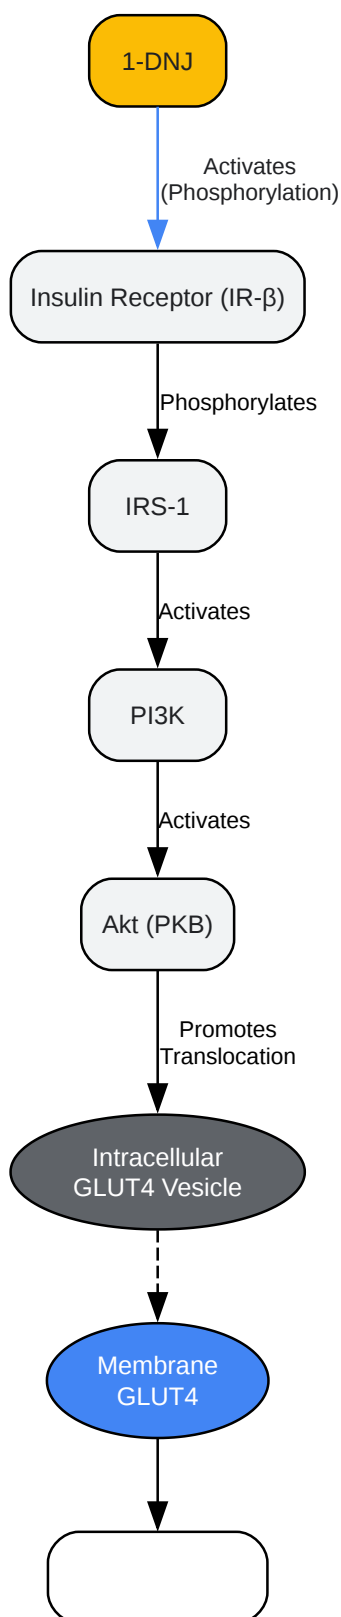 1-DNJ
Activates
(Phosphorylation)
Insulin Receptor (IR-β)
Phosphorylates
IRS-1
Activates
PI3K
Activates
Akt (PKB)
Promotes
Translocation
Intracellular
GLUT4 Vesicle
Membrane
GLUT4